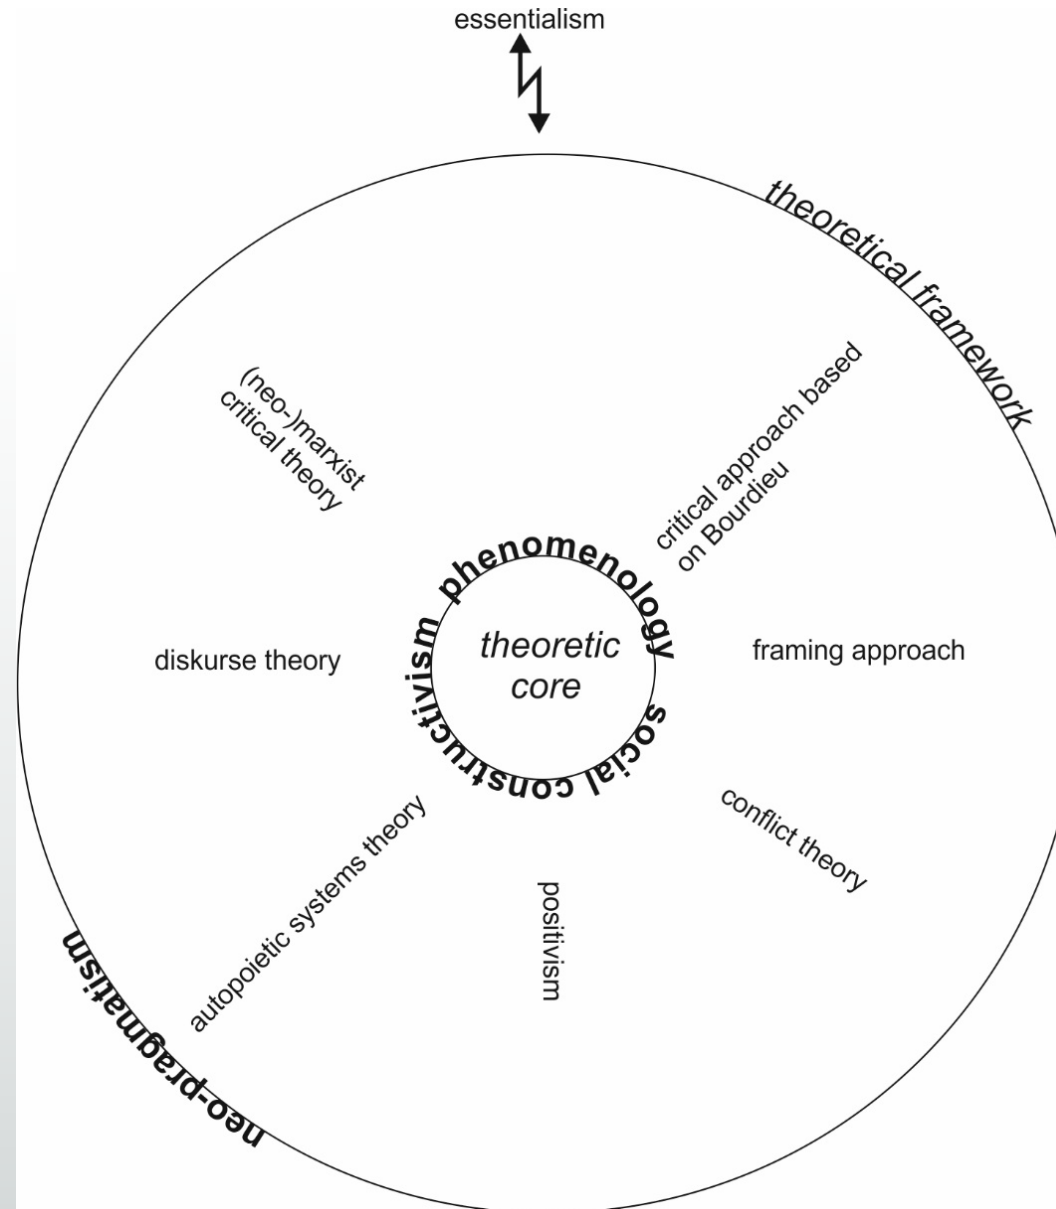 essentialism
theoretical framework
(neo-)marxist
critical theory
critical approach based
on Bourdieu
phenomenology
theoretic
core
social constructivism
diskurse theory
framing approach
conflict theory
autopoietic systems theory
positivism
neo-pragmatism